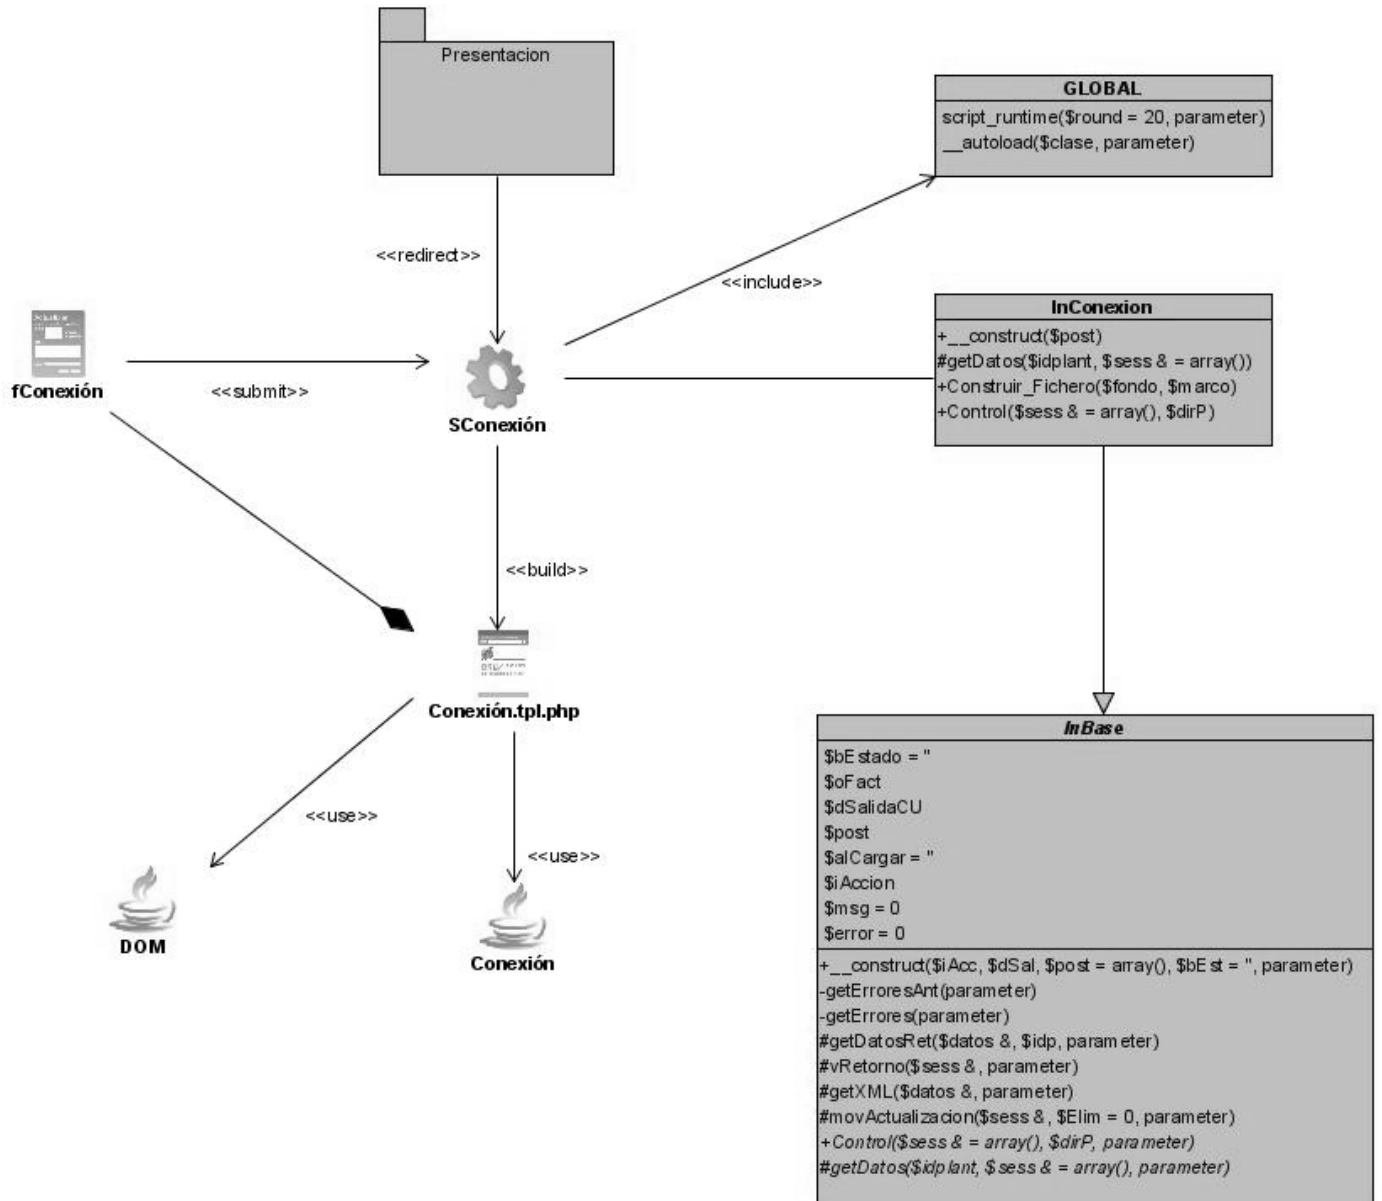 Presentacion
GLOBAL
script_runtime($round = 20, parameter)
__autoload($clase, parameter)
<<redirect>>
<<include>>
InConexion
+__construct($post)
#getDatos($idplant, $sess & = array())
+Construir_Fichero($fondo, $marco)
+Control($sess & = array(), $dirP)
fConexión
<<submit>>
SConexión
<<build>>
Conexión.tpl.php
<<use>>
<<use>>
DOM
Conexión
InBase
$bEstado = ''
$oFact
$dSalidaCU
$post
$alCargar = ''
$iAccion
$msg = 0
$error = 0
+__construct($iAcc, $dSal, $post = array(), $bEst = '', parameter)
-getErroresAnt(parameter)
-getErrores(parameter)
#getDatosRet($datos &, $idp, parameter)
#vRetorno($sess &, parameter)
#getXML($datos &, parameter)
#movActualizacion($sess &, $Elim = 0, parameter)
+Control($sess & = array(), $dirP, parameter)
#getDatos($idplant, $sess & = array(), parameter)